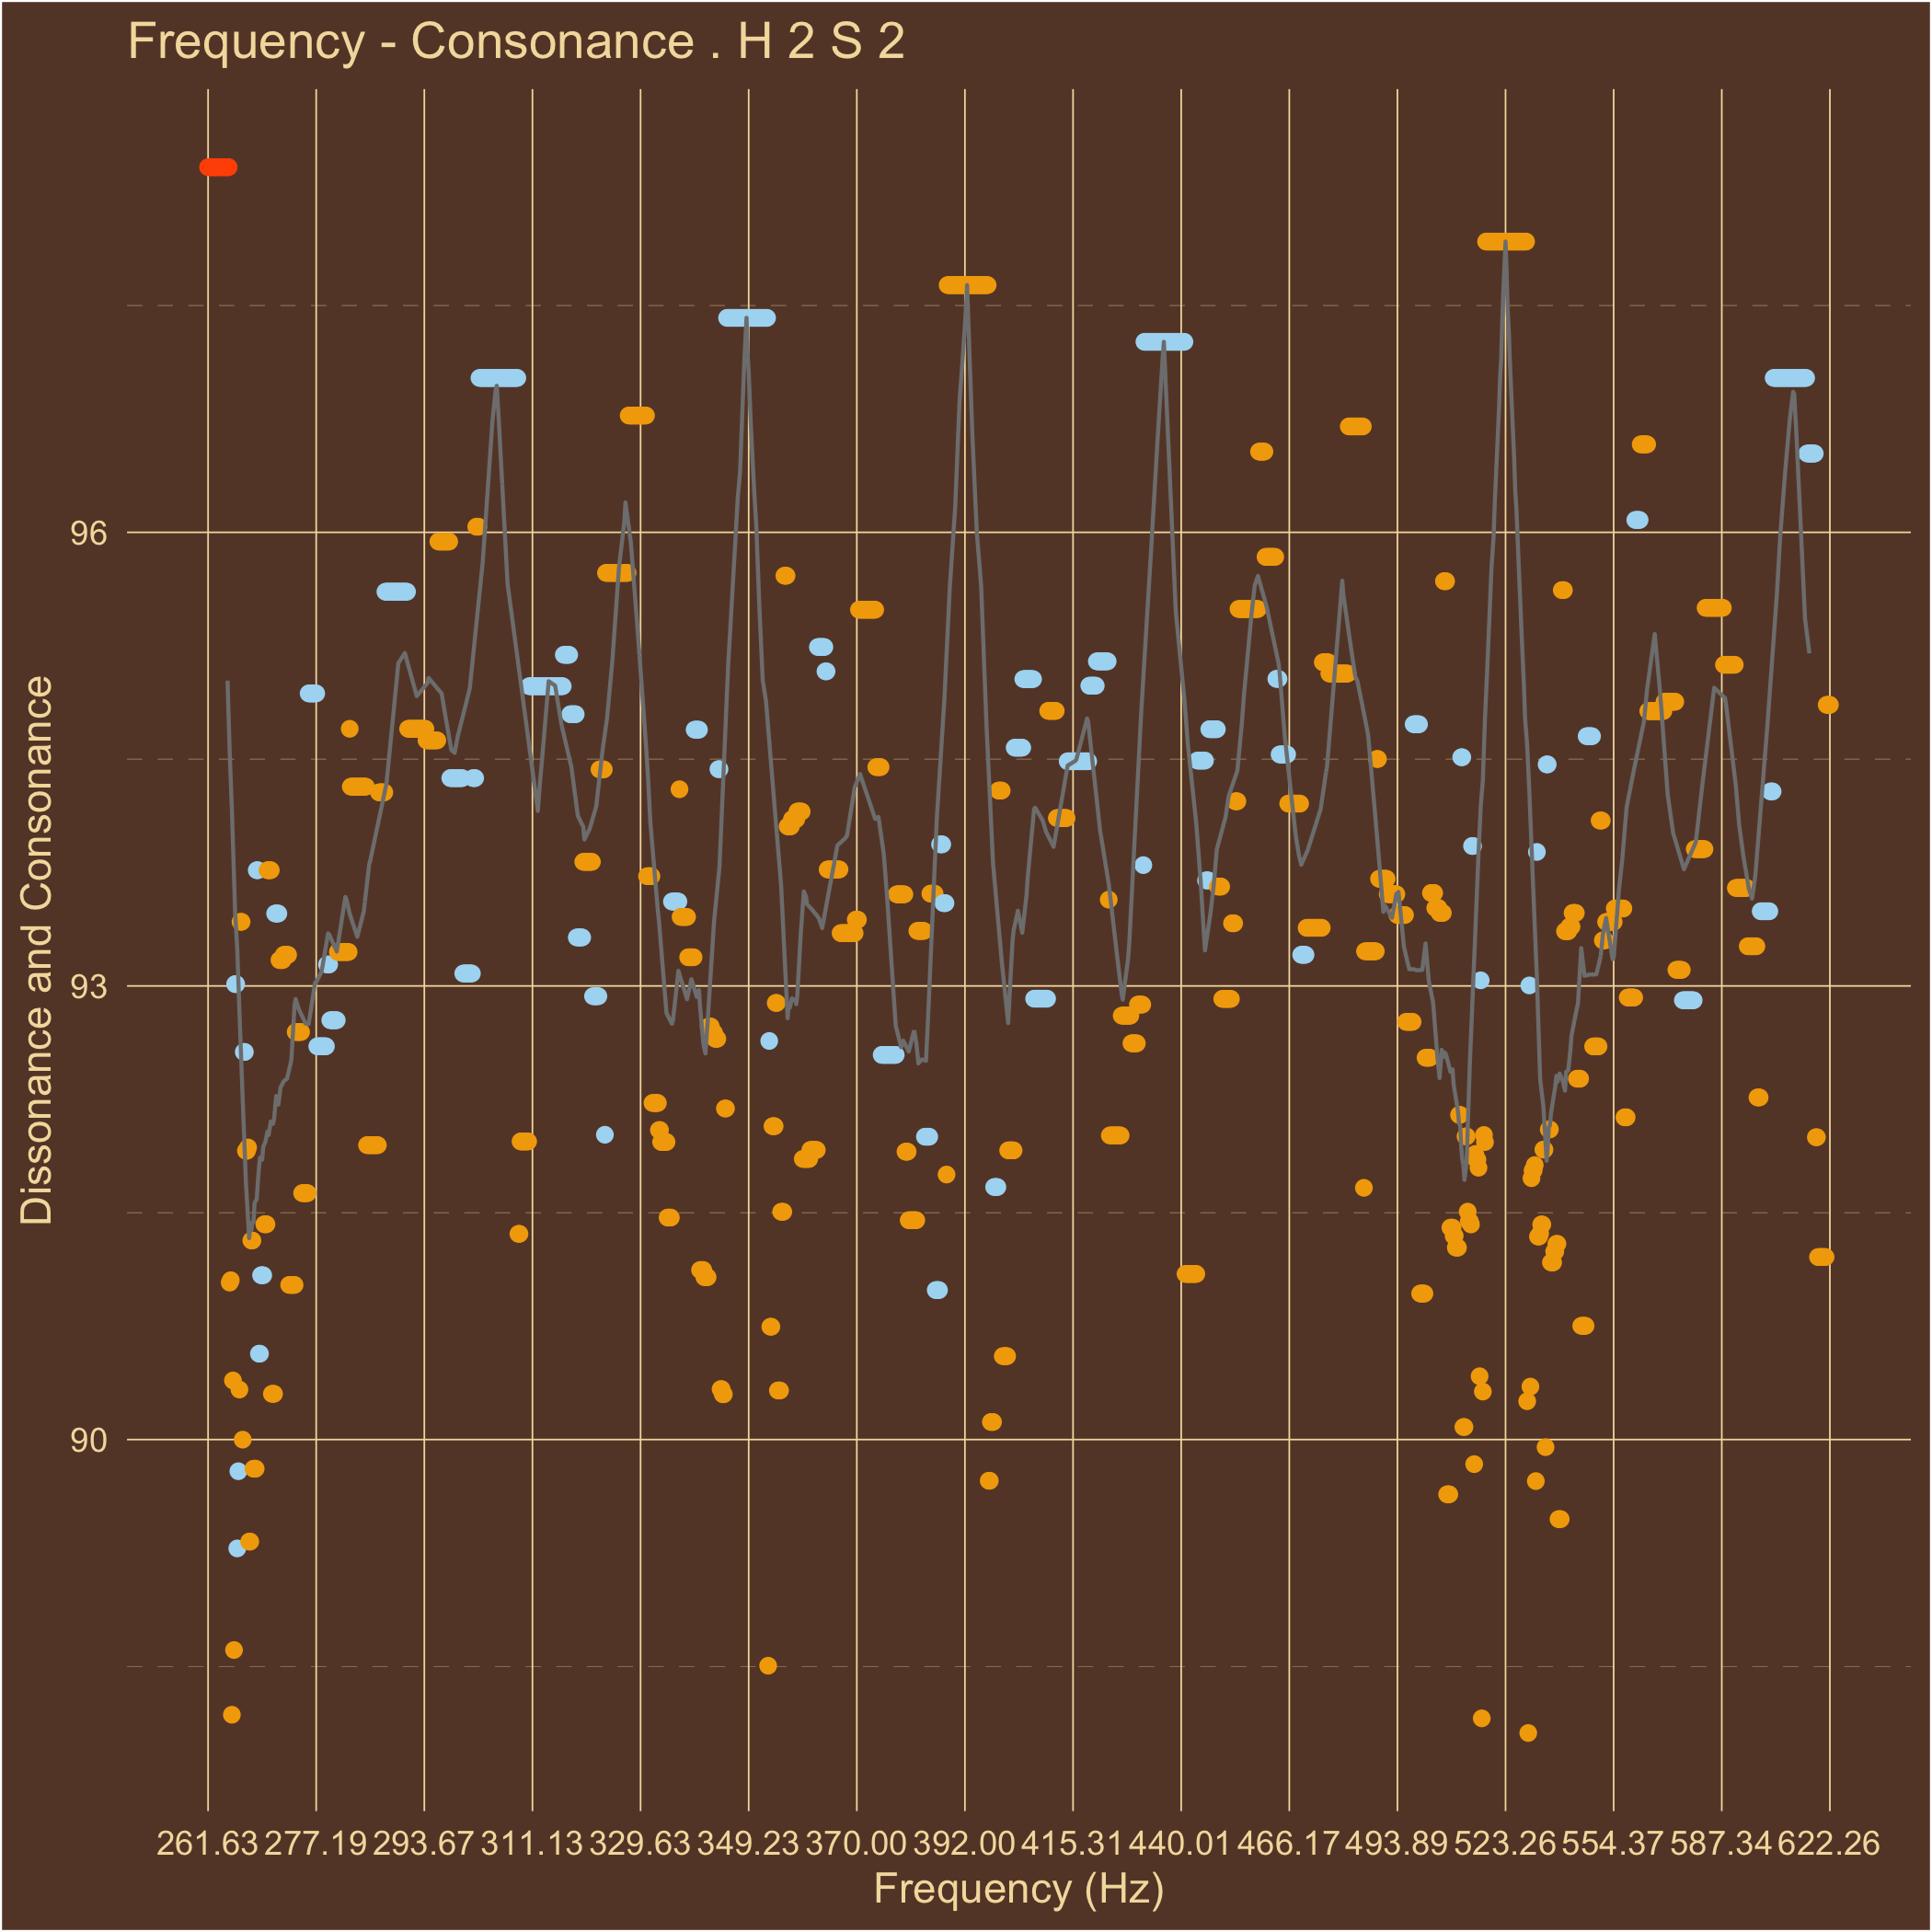 Frequency - Consonance . H 2 S 2
Dissonance and Consonance
96
93
90
261.63 277.19 293.67 311.13 329.63 349.23 370.00 392.00 415.31 440.01 466.17 493.89 523.26 554.37 587.34 622.26
Frequency (Hz)